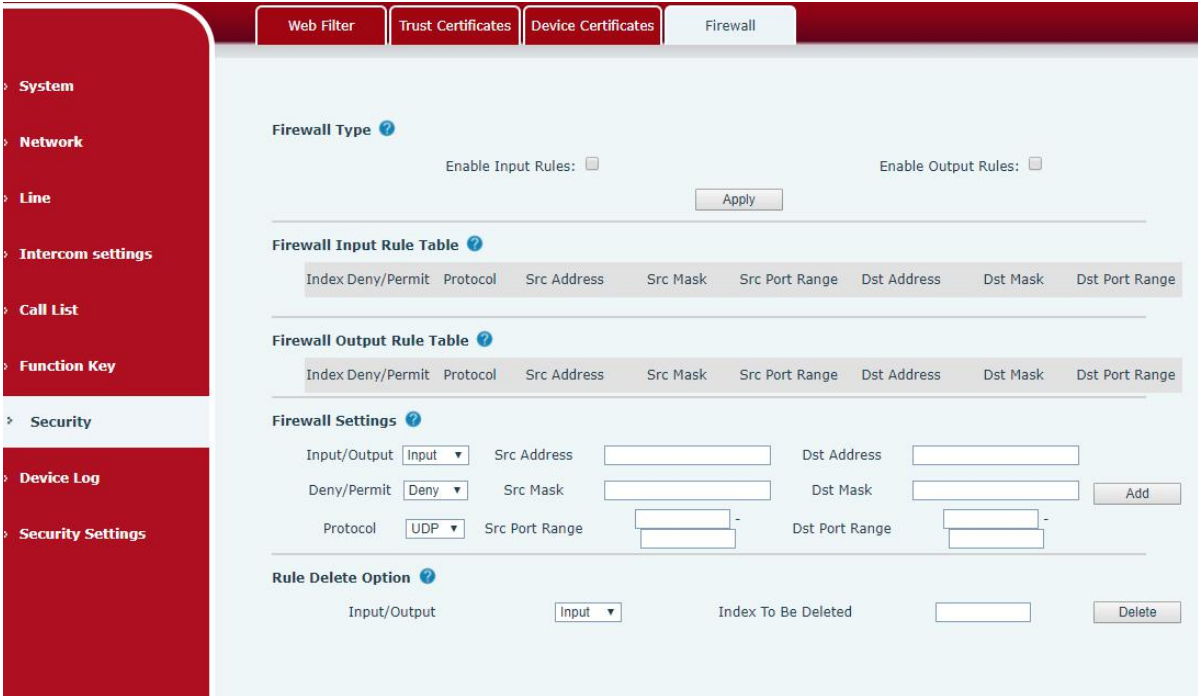 Web Filter Trust Certificates Device Certificates Firewall
System
Network
Line
Intercom settings
Call List
Function Key
Security
Device Log
Security Settings
Firewall Type ?
Enable Input Rules: Enable Output Rules:
Apply
Firewall Input Rule Table ?
Index Deny/Permit Protocol Src Address Src Mask Src Port Range Dst Address Dst Mask Dst Port Range
Firewall Output Rule Table ?
Index Deny/Permit Protocol Src Address Src Mask Src Port Range Dst Address Dst Mask Dst Port Range
Firewall Settings ?
Input/Output Input Src Address Dst Address
Deny/Permit Deny Src Mask Dst Mask Add
Protocol UDP Src Port Range - Dst Port Range -
Rule Delete Option ?
Input/Output Input Index To Be Deleted Delete